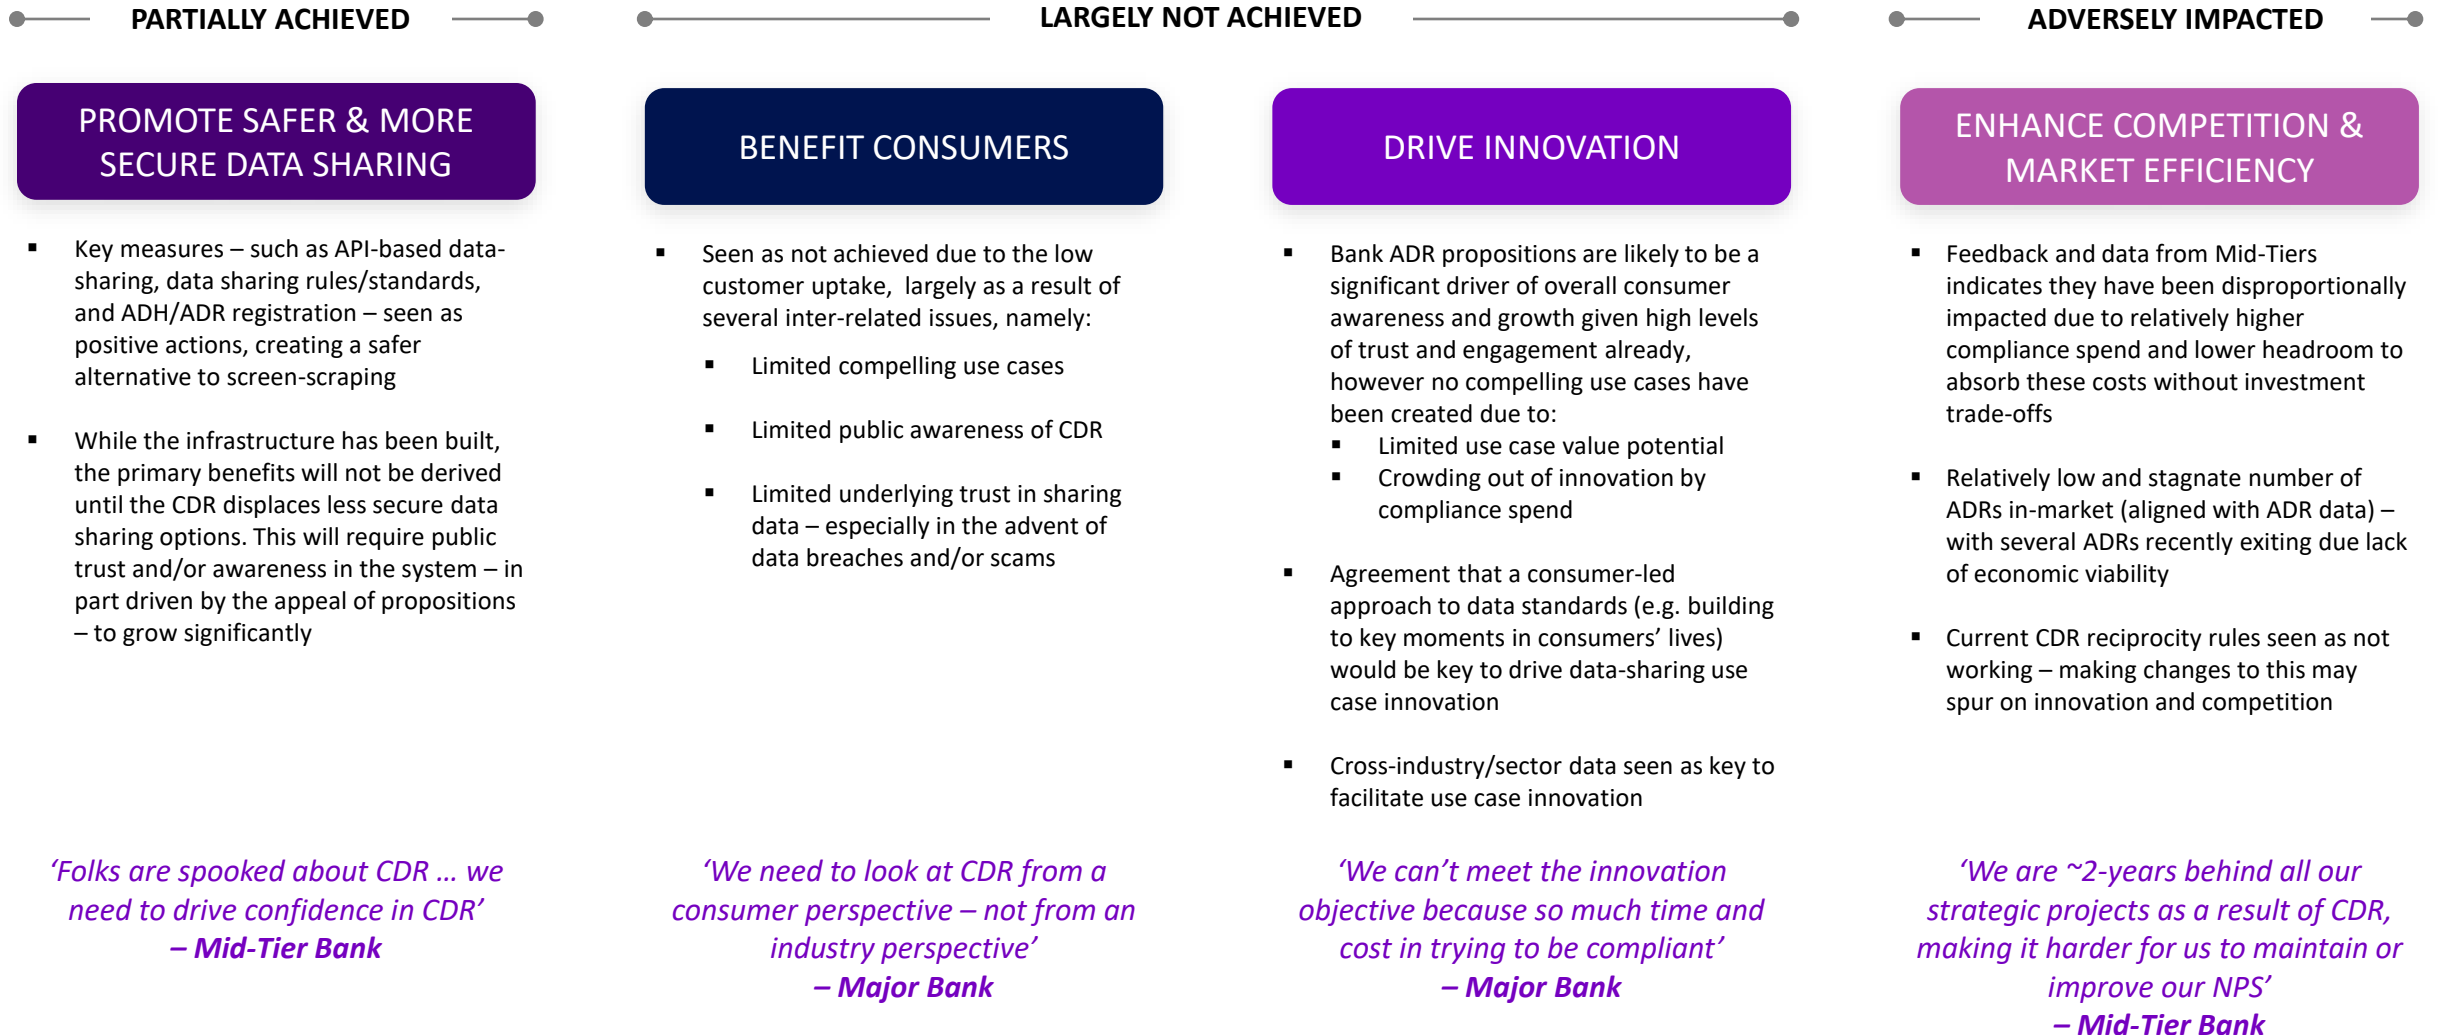 PARTIALLY ACHIEVED
LARGELY NOT ACHIEVED
ADVERSELY IMPACTED
PROMOTE SAFER & MORE
SECURE DATA SHARING
▪ Key measures – such as API-based data-
sharing, data sharing rules/standards,
and ADH/ADR registration – seen as
positive actions, creating a safer
alternative to screen-scraping
▪ While the infrastructure has been built,
the primary benefits will not be derived
until the CDR displaces less secure data
sharing options. This will require public
trust and/or awareness in the system – in
part driven by the appeal of propositions
– to grow significantly
‘Folks are spooked about CDR … we
need to drive confidence in CDR’
– Mid-Tier Bank
BENEFIT CONSUMERS
▪ Seen as not achieved due to the low
customer uptake,  largely as a result of
several inter-related issues, namely:
▪ Limited compelling use cases
▪ Limited public awareness of CDR
▪ Limited underlying trust in sharing
data – especially in the advent of
data breaches and/or scams
‘We need to look at CDR from a
consumer perspective – not from an
industry perspective’
– Major Bank
DRIVE INNOVATION
▪ Bank ADR propositions are likely to be a
significant driver of overall consumer
awareness and growth given high levels
of trust and engagement already,
however no compelling use cases have
been created due to:
▪ Limited use case value potential
▪ Crowding out of innovation by
compliance spend
▪ Agreement that a consumer-led
approach to data standards (e.g. building
to key moments in consumers’ lives)
would be key to drive data-sharing use
case innovation
▪ Cross-industry/sector data seen as key to
facilitate use case innovation
‘We can’t meet the innovation
objective because so much time and
cost in trying to be compliant’
– Major Bank
ENHANCE COMPETITION &
MARKET EFFICIENCY
▪ Feedback and data from Mid-Tiers
indicates they have been disproportionally
impacted due to relatively higher
compliance spend and lower headroom to
absorb these costs without investment
trade-offs
▪ Relatively low and stagnate number of
ADRs in-market (aligned with ADR data) –
with several ADRs recently exiting due lack
of economic viability
▪ Current CDR reciprocity rules seen as not
working – making changes to this may
spur on innovation and competition
‘We are ~2-years behind all our
strategic projects as a result of CDR,
making it harder for us to maintain or
improve our NPS’
– Mid-Tier Bank